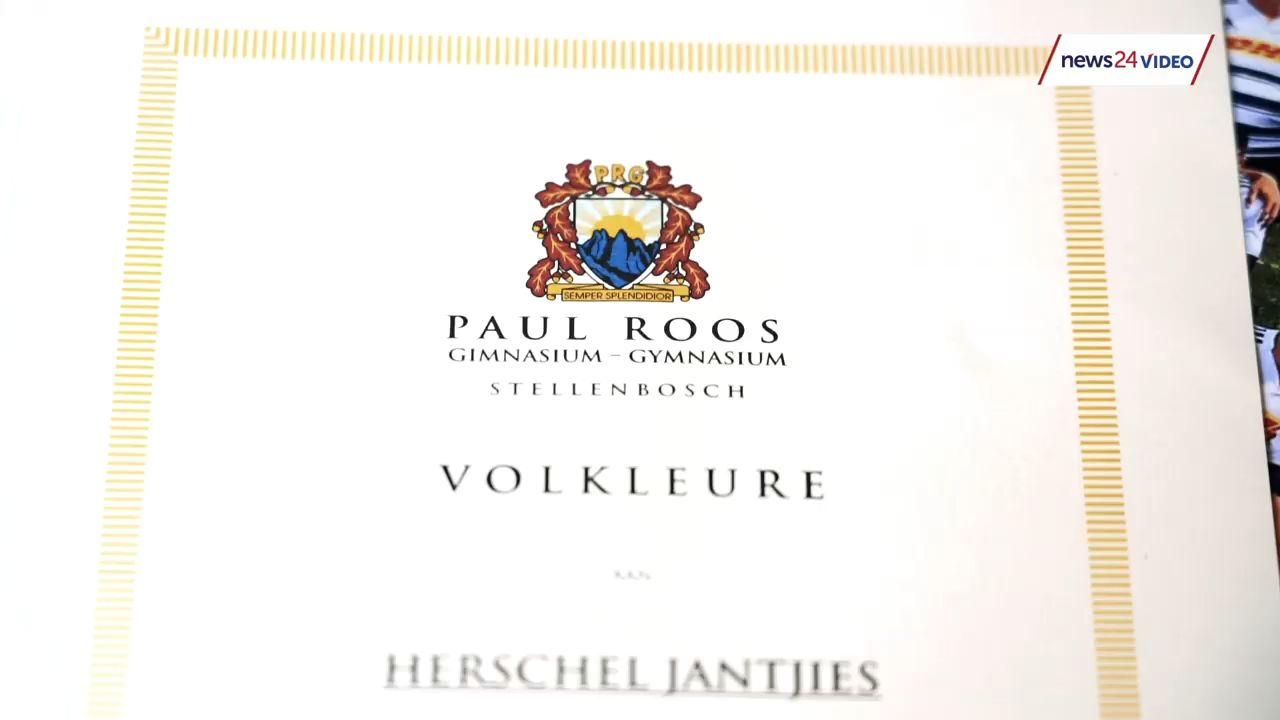 news24 VIDEO
PRG
SEMPER SPLENDIDIOR
PAUL ROOS
GIMNASIUM – GYMNASIUM
STELLENBOSCH
VOLKLEURE
HERSCHEL JANTJIES